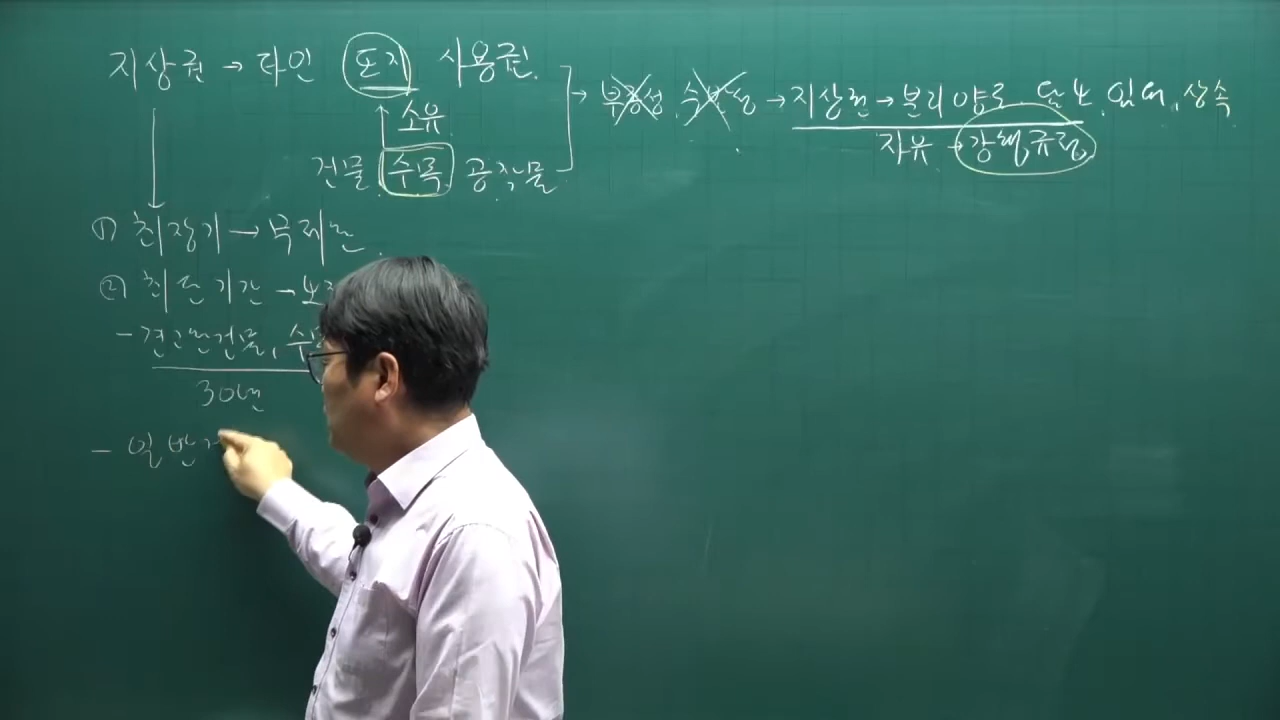 지상권 → 타인 토지 사용권.
↑ 소유
건물, 수목, 공작물
→ 부종성, 수반성 → 지상권 → 분리양도, 담보, 임대, 상속
자유 → 강행규정
1) 최장기 → 무제한.
2) 최단기간 →
- 견고한건물, 수
30년
- 일반